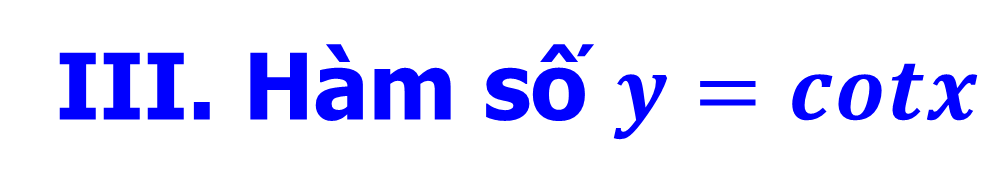 III. Hàm số y = cotx